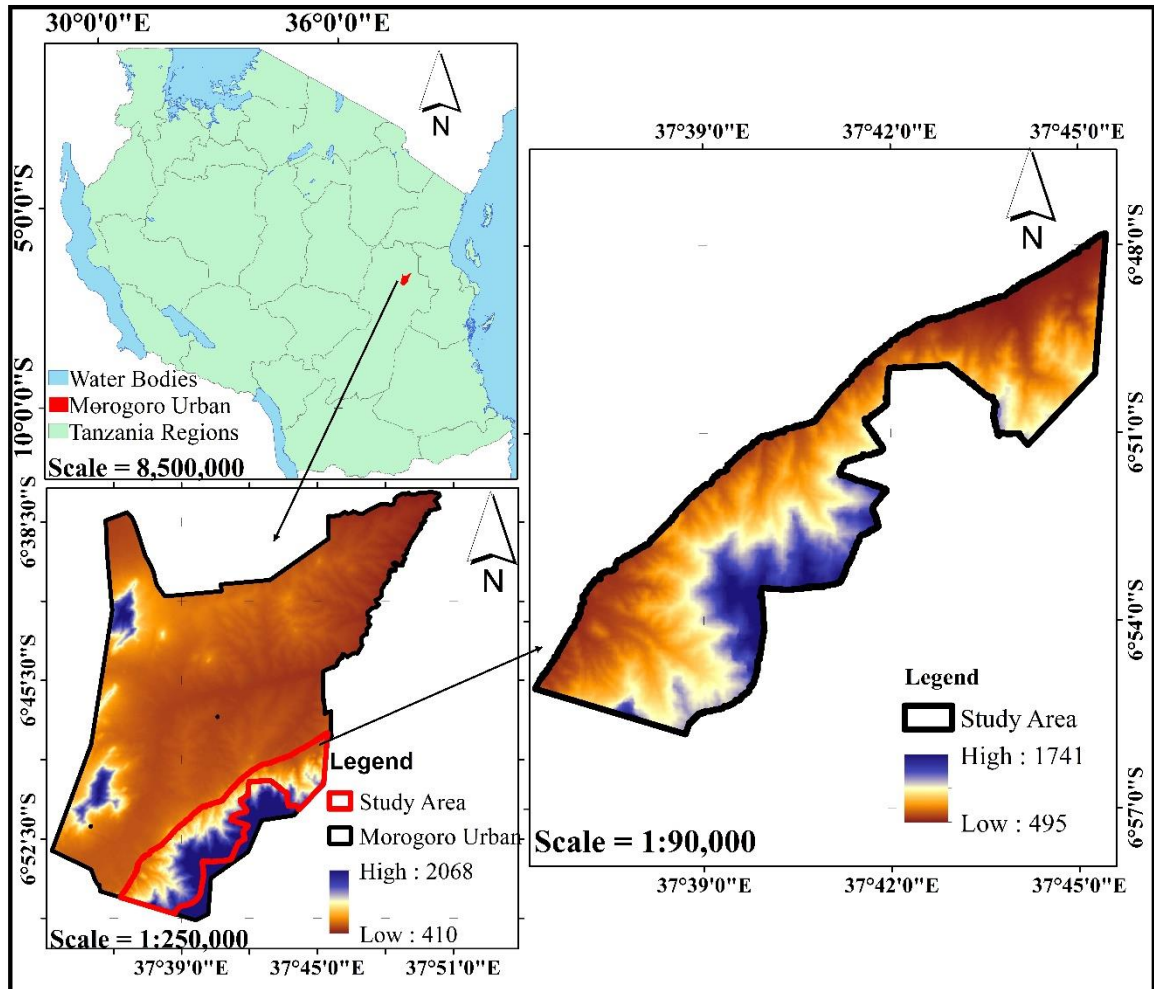 30°0'0"E 36°0'0"E
N
5°0'0"S
10°0'0"S
Water Bodies
Morogoro Urban
Tanzania Regions
Scale = 8,500,000
6°38'30"S
6°45'30"S
6°52'30"S
N
Legend
Study Area
Morogoro Urban
High : 2068
Low : 410
Scale = 1:250,000
37°39'0"E 37°45'0"E 37°51'0"E
37°39'0"E 37°42'0"E 37°45'0"E
N
6°48'0"S
6°51'0"S
6°54'0"S
6°57'0"S
Legend
Study Area
High : 1741
Low : 495
Scale = 1:90,000
37°39'0"E 37°42'0"E 37°45'0"E